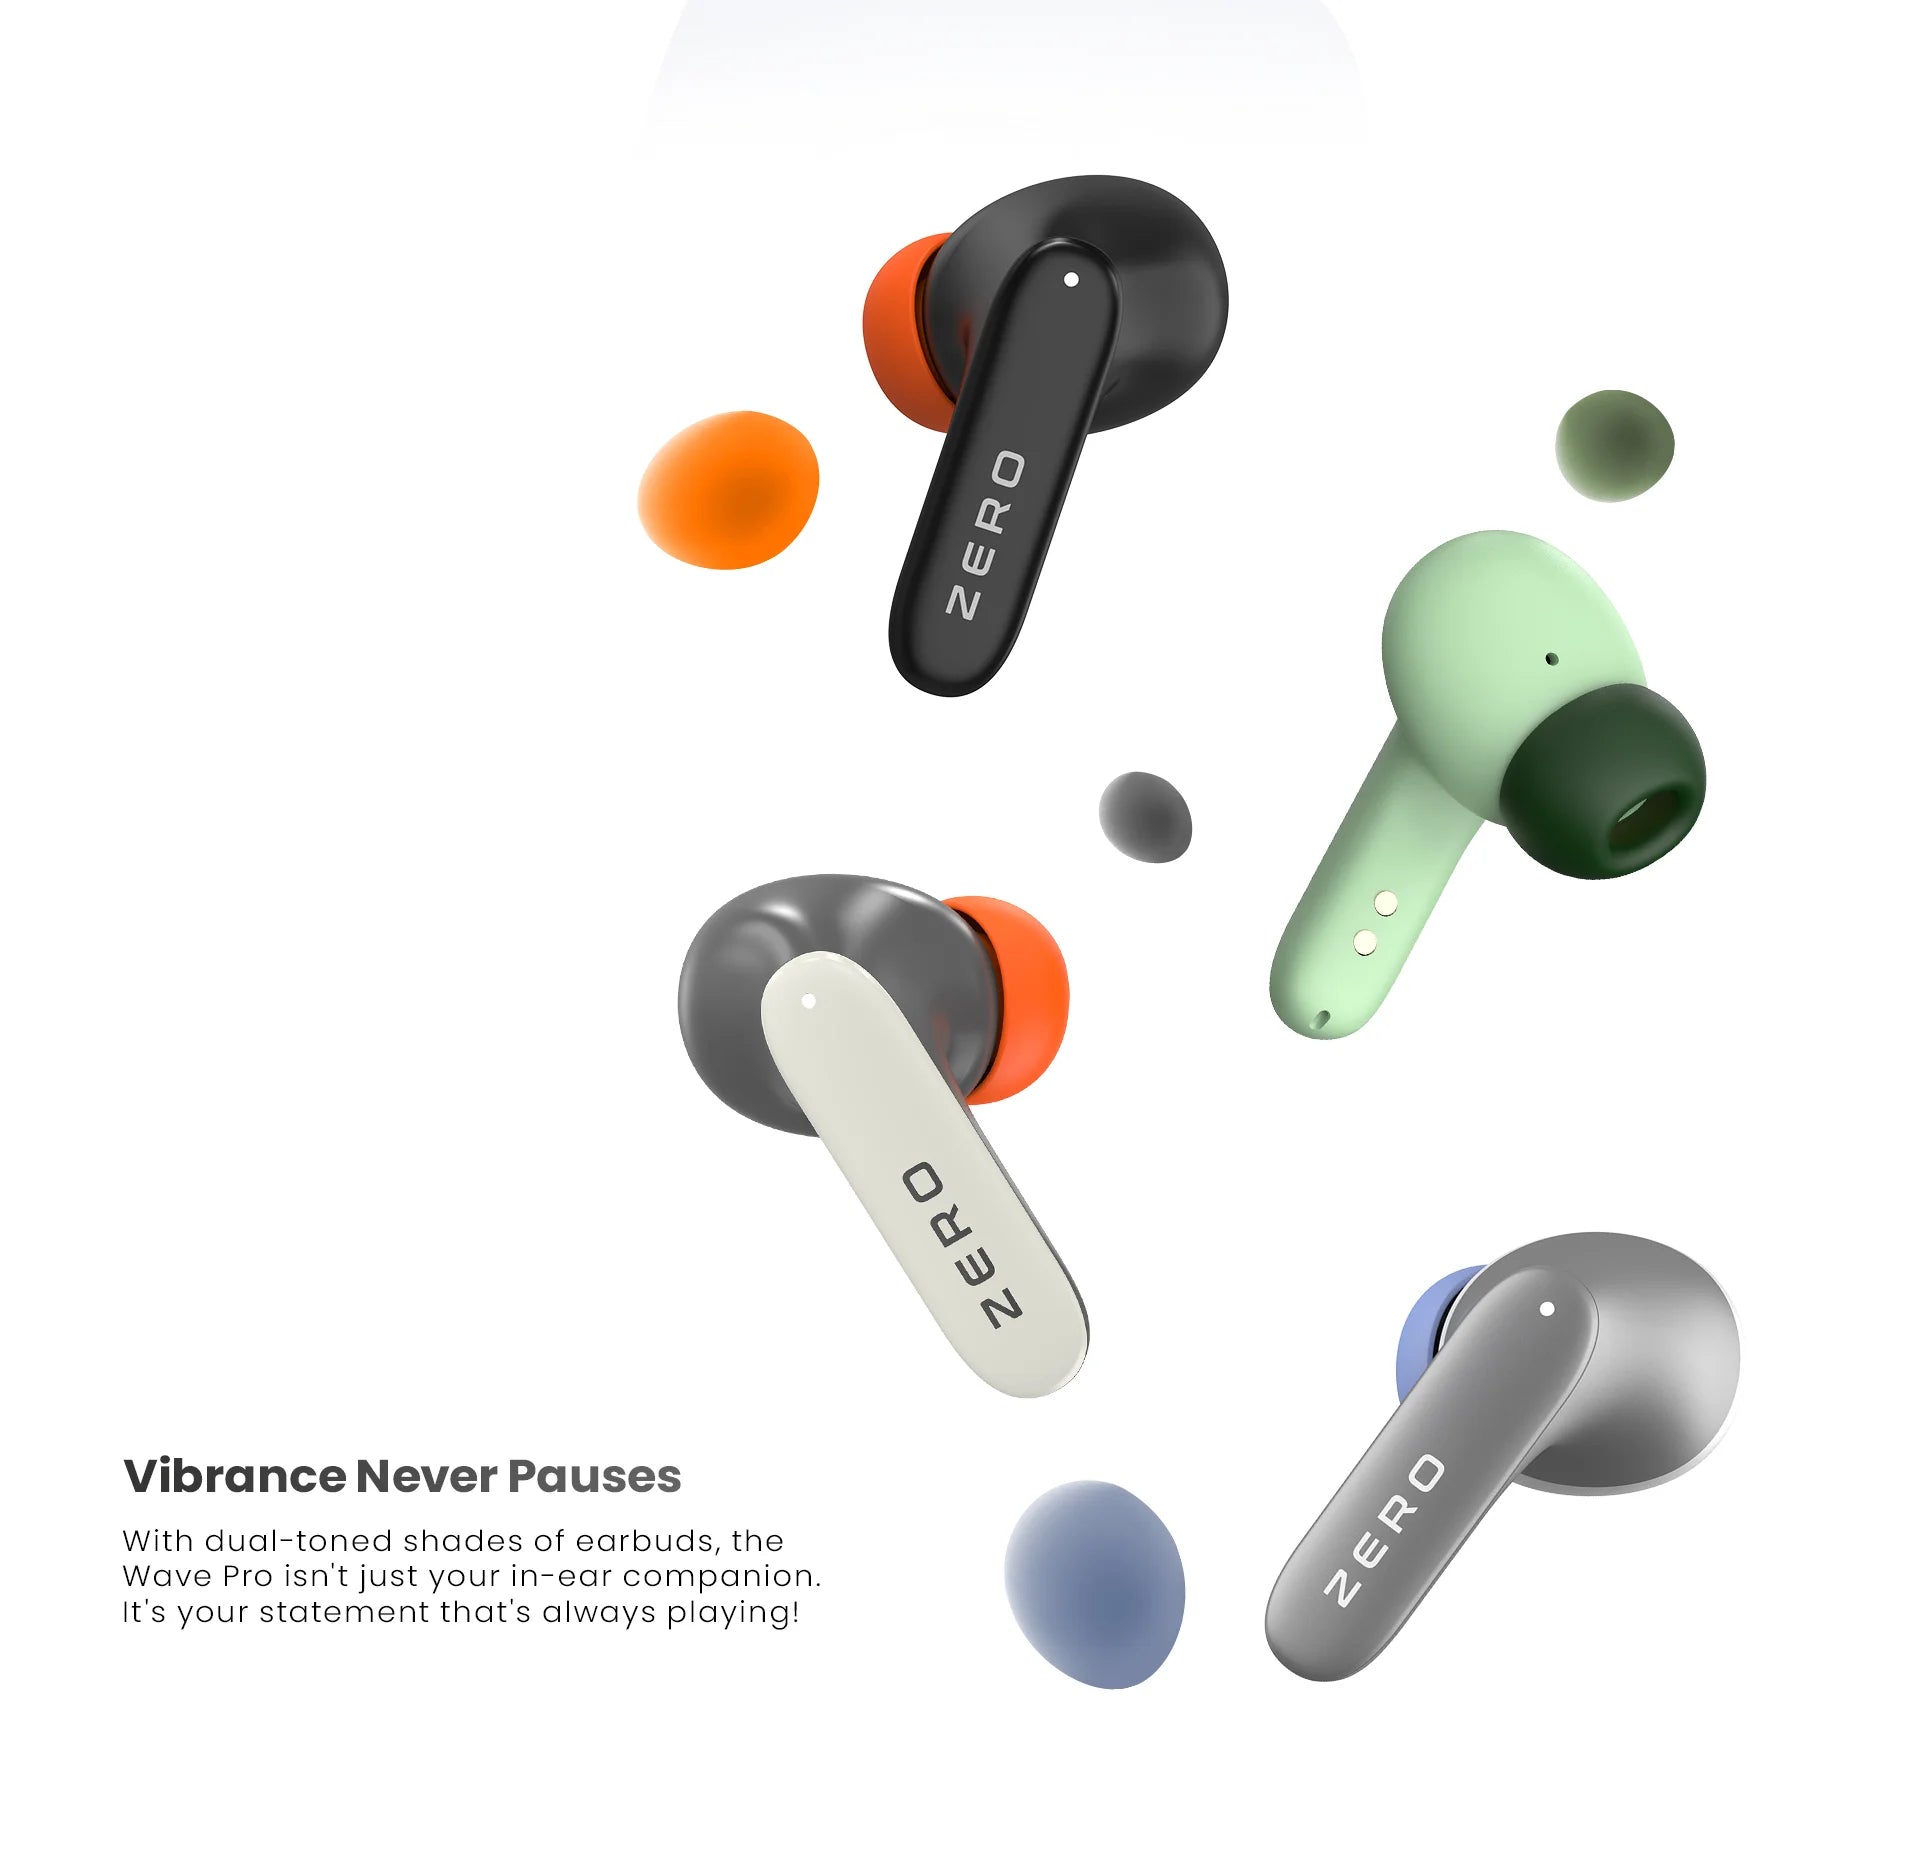 ZERO
ZERO
ZERO
Vibrance Never Pauses
With dual-toned shades of earbuds, the
Wave Pro isn't just your in-ear companion.
It's your statement that's always playing!